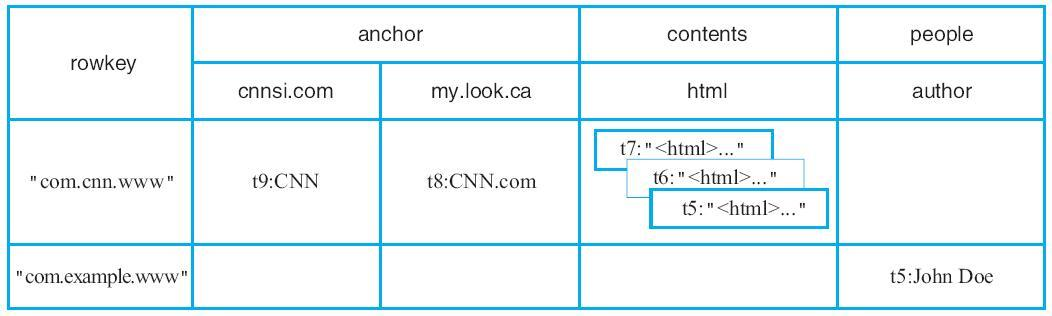 anchor contents people
rowkey
cnnsi.com my.look.ca html author
t7:"<html>..."
"com.cnn.www" t9:CNN t8:CNN.com t6:"<html>..."
t5:"<html>..."
"com.example.www" t5:John Doe